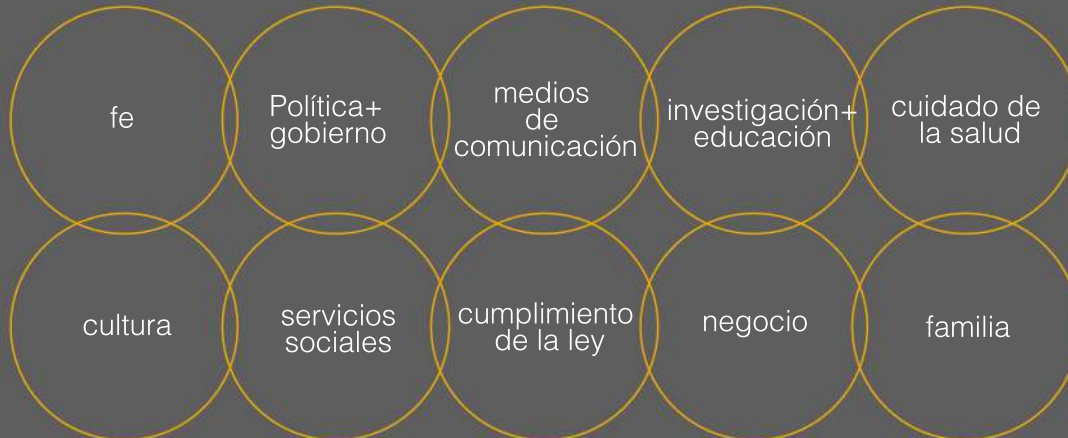 fe
Política+
gobierno
medios
de
comunicación
investigación+
educación
cuidado de
la salud
cultura
servicios
sociales
cumplimiento
de la ley
negocio
familia